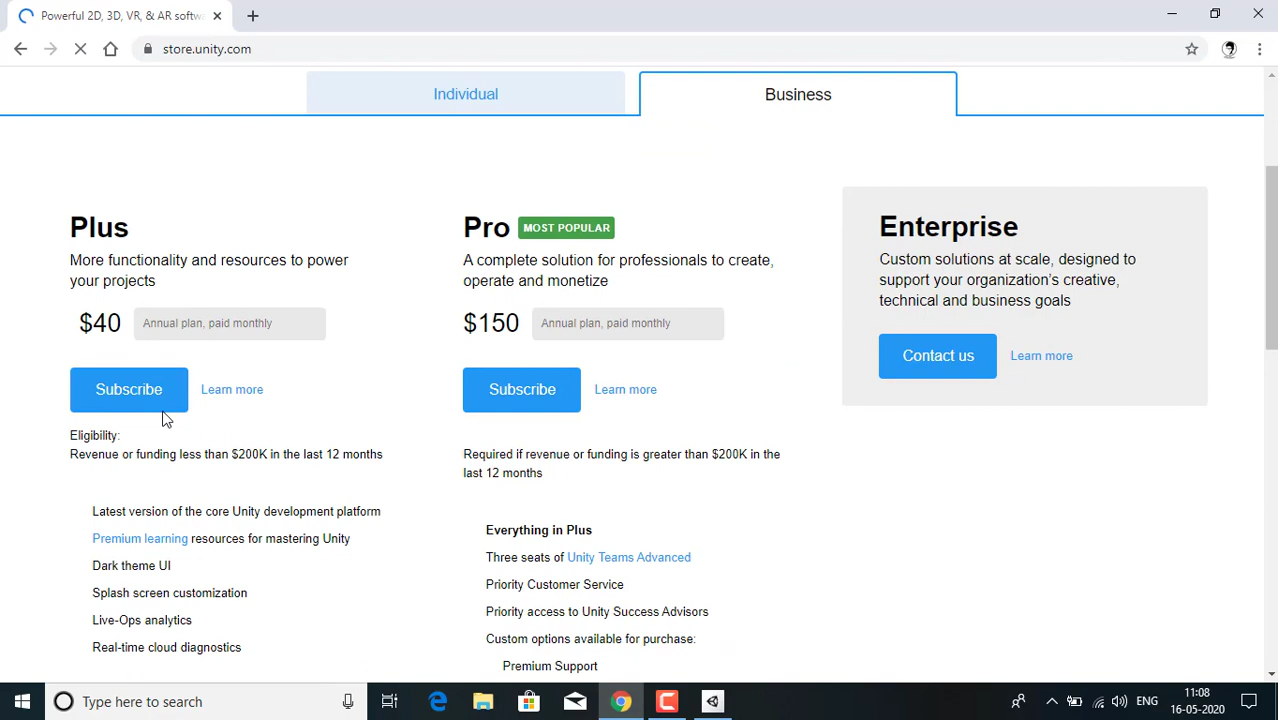 Powerful 2D, 3D, VR, & AR softw
store.unity.com
Individual
Business
Plus
More functionality and resources to power
your projects
$40 Annual plan, paid monthly
Subscribe Learn more
Eligibility:
Revenue or funding less than $200K in the last 12 months
Latest version of the core Unity development platform
Premium learning resources for mastering Unity
Dark theme UI
Splash screen customization
Live-Ops analytics
Real-time cloud diagnostics
Pro MOST POPULAR
A complete solution for professionals to create,
operate and monetize
$150 Annual plan, paid monthly
Subscribe Learn more
Required if revenue or funding is greater than $200K in the
last 12 months
Everything in Plus
Three seats of Unity Teams Advanced
Priority Customer Service
Priority access to Unity Success Advisors
Custom options available for purchase:
Premium Support
Enterprise
Custom solutions at scale, designed to
support your organization's creative,
technical and business goals
Contact us Learn more
Type here to search
ENG
11:08
16-05-2020